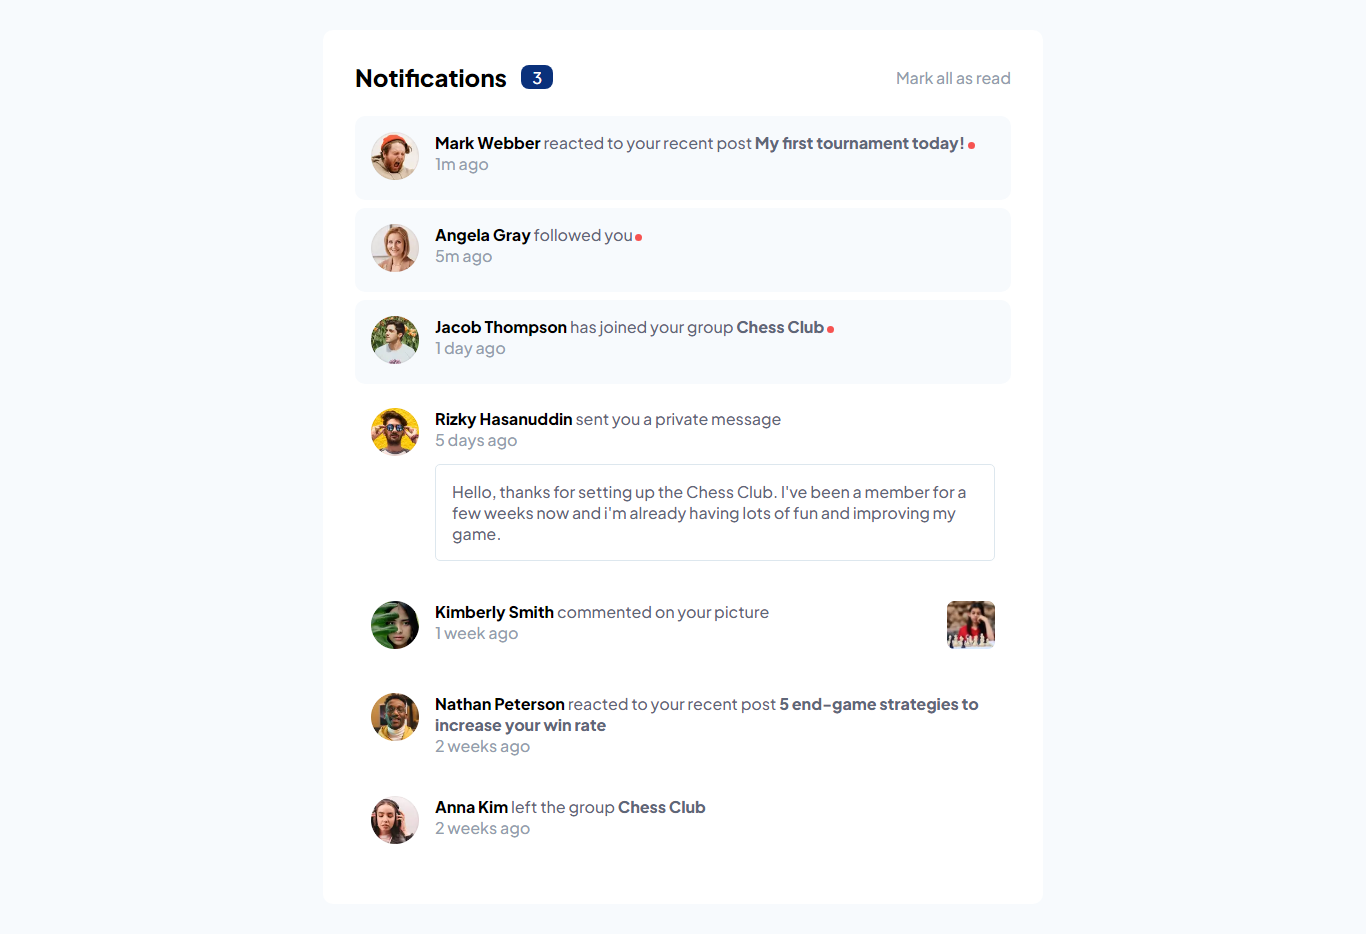 Notifications 3 Mark all as read
Mark Webber reacted to your recent post My first tournament today!
1m ago
Angela Gray followed you
5m ago
Jacob Thompson has joined your group Chess Club
1 day ago
Rizky Hasanuddin sent you a private message
5 days ago
Hello, thanks for setting up the Chess Club. I've been a member for a
few weeks now and i'm already having lots of fun and improving my
game.
Kimberly Smith commented on your picture
1 week ago
Nathan Peterson reacted to your recent post 5 end-game strategies to
increase your win rate
2 weeks ago
Anna Kim left the group Chess Club
2 weeks ago